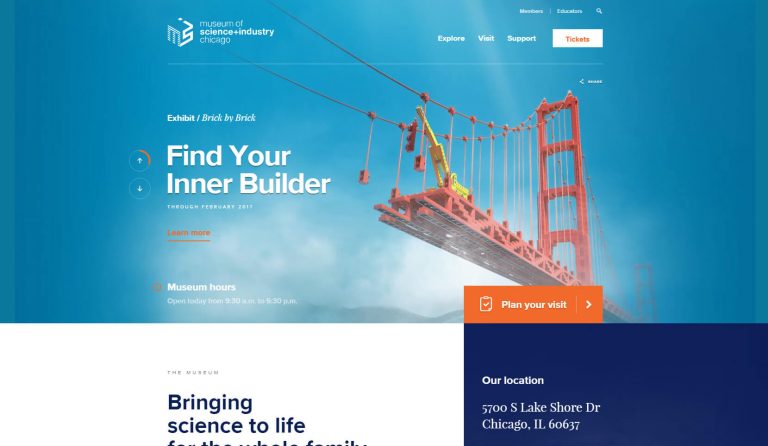 Members
Educators
museum of
science+industry
chicago
Explore
Visit
Support
Tickets
SHARE
Exhibit / Brick by Brick
Find Your
Inner Builder
THROUGH FEBRUARY 2017
Learn more
Museum hours
Open today from 9:30 a.m. to 5:30 p.m.
Plan your visit
THE MUSEUM
Bringing
science to life
for the whole family
Our location
5700 S Lake Shore Dr
Chicago, IL 60637